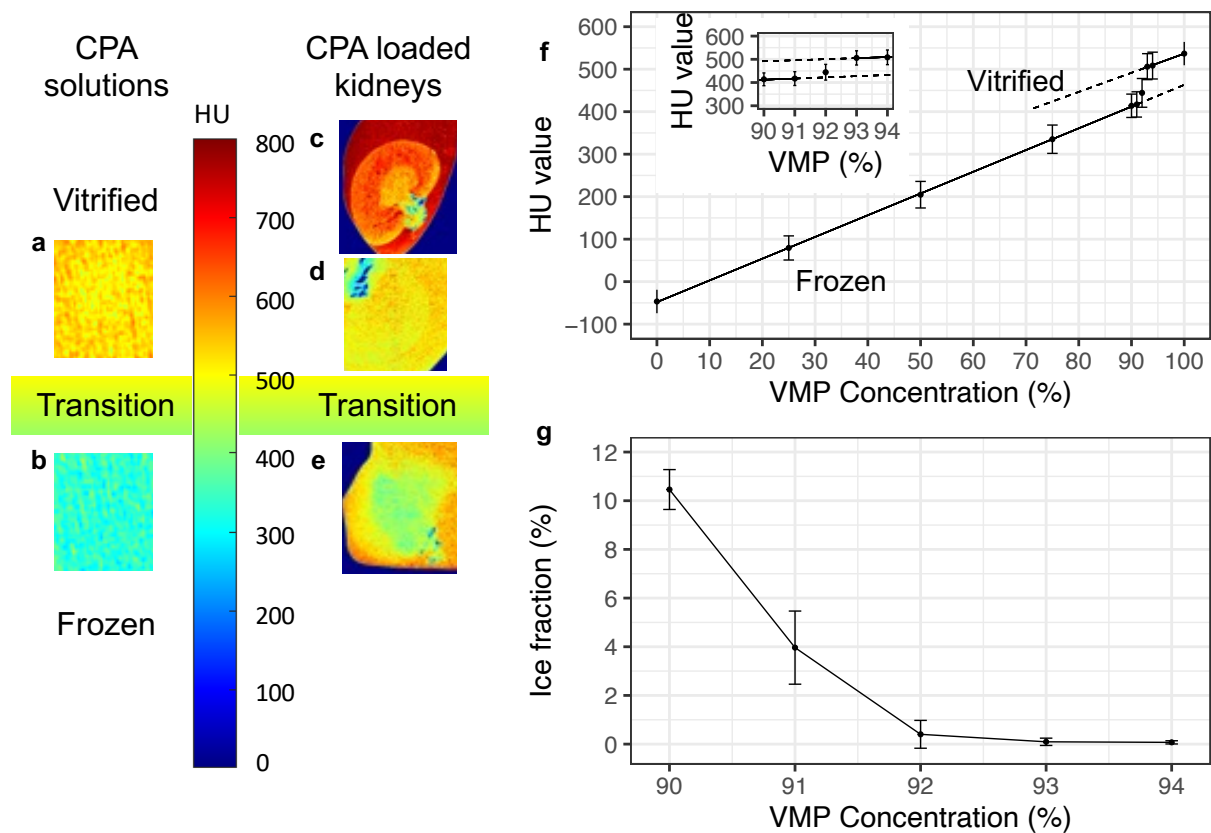 CPA
solutions
CPA loaded
kidneys
HU
800
700
600
500
400
300
200
100
0
Vitrified
a
Transition
b
Frozen
c
d
Transition
e
f
HU value
600
500
400
300
200
100
0
−100
0 10 20 30 40 50 60 70 80 90 100
VMP Concentration (%)
Vitrified
Frozen
HU value
600
500
400
300
90 91 92 93 94
VMP (%)
g
Ice fraction (%)
12
10
8
6
4
2
0
90 91 92 93 94
VMP Concentration (%)